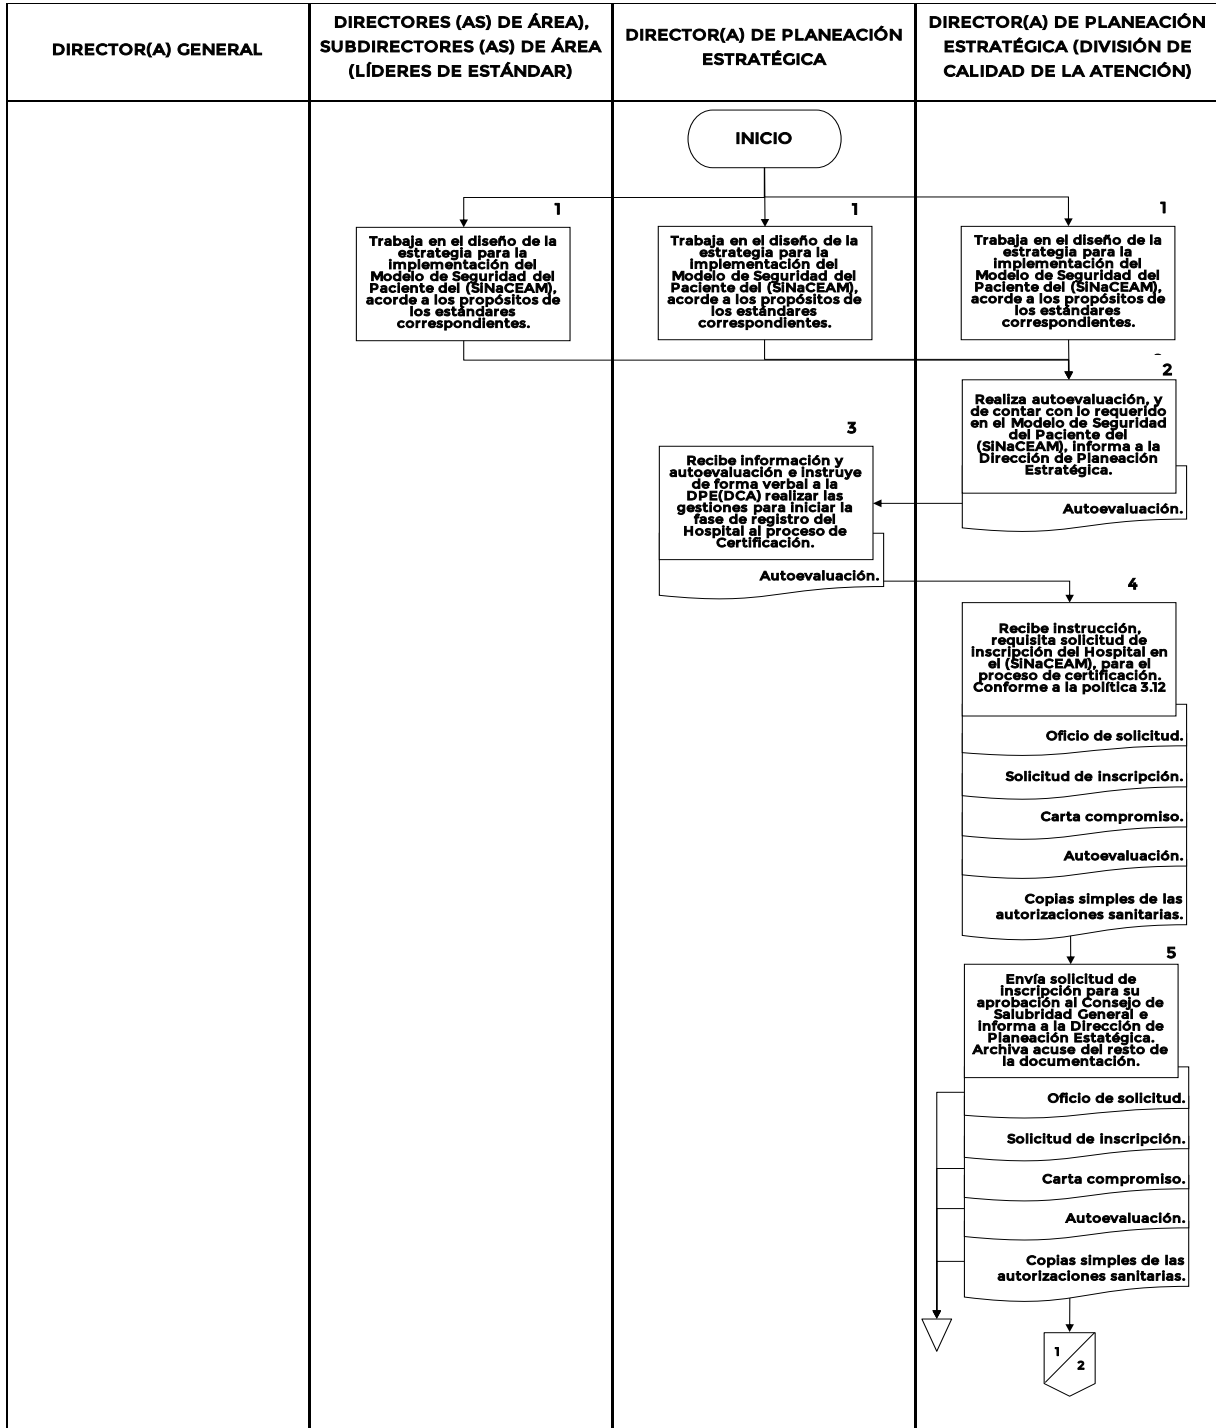 DIRECTOR(A) GENERAL
DIRECTORES (AS) DE ÁREA),
SUBDIRECTORES (AS) DE ÁREA
(LÍDERES DE ESTÁNDAR)
DIRECTOR(A) DE PLANEACIÓN
ESTRATÉGICA
DIRECTOR(A) DE PLANEACIÓN
ESTRATÉGICA (DIVISIÓN DE
CALIDAD DE LA ATENCIÓN)
INICIO
1
Trabaja en el diseño de la
estrategia para la
implementación del
Modelo de Seguridad del
Paciente del (SiNaCEAM),
acorde a los propósitos de
los estándares
correspondientes.
1
Trabaja en el diseño de la
estrategia para la
implementación del
Modelo de Seguridad del
Paciente del (SiNaCEAM),
acorde a los propósitos de
los estándares
correspondientes.
1
Trabaja en el diseño de la
estrategia para la
implementación del
Modelo de Seguridad del
Paciente del (SiNaCEAM),
acorde a los propósitos de
los estándares
correspondientes.
2
Realiza autoevaluación, y
de contar con lo requerido
en el Modelo de Seguridad
del Paciente del
(SiNaCEAM), informa a la
Dirección de Planeación
Estratégica.
Autoevaluación.
3
Recibe información y
autoevaluación e instruye
de forma verbal a la
DPE(DCA) realizar las
gestiones para iniciar la
fase de registro del
Hospital al proceso de
Certificación.
Autoevaluación.
4
Recibe instrucción,
requisita solicitud de
inscripción del Hospital en
el (SiNaCEAM), para el
proceso de certificación.
Conforme a la política 3.12
Oficio de solicitud.
Solicitud de inscripción.
Carta compromiso.
Autoevaluación.
Copias simples de las
autorizaciones sanitarias.
5
Envía solicitud de
inscripción para su
aprobación al Consejo de
Salubridad General e
informa a la Dirección de
Planeación Estatégica.
Archiva acuse del resto de
la documentación.
Oficio de solicitud.
Solicitud de inscripción.
Carta compromiso.
Autoevaluación.
Copias simples de las
autorizaciones sanitarias.
1
2